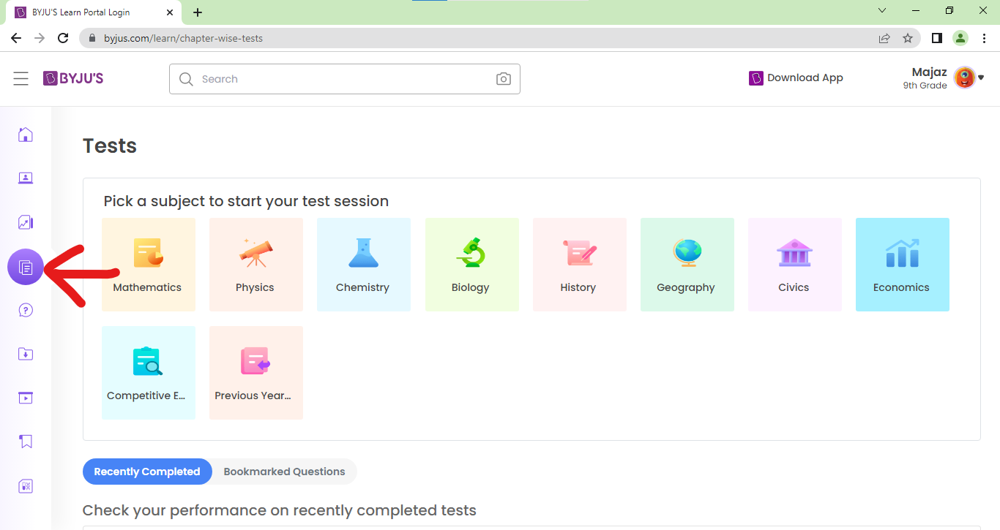 BYJU'S Learn Portal Login
byjus.com/learn/chapter-wise-tests
BYJU'S
Search
Download App
Majaz
9th Grade
Tests
Pick a subject to start your test session
Mathematics
Physics
Chemistry
Biology
History
Geography
Civics
Economics
Competitive E...
Previous Year...
Recently Completed
Bookmarked Questions
Check your performance on recently completed tests